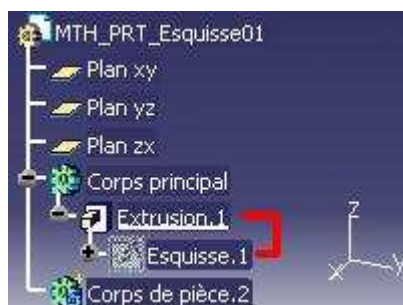 MTH_PRT_Esquisse01
Plan xy
Plan yz
Plan zx
Corps principal
Extrusion.1
Esquisse.1
Corps de pièce.2
z
x
y